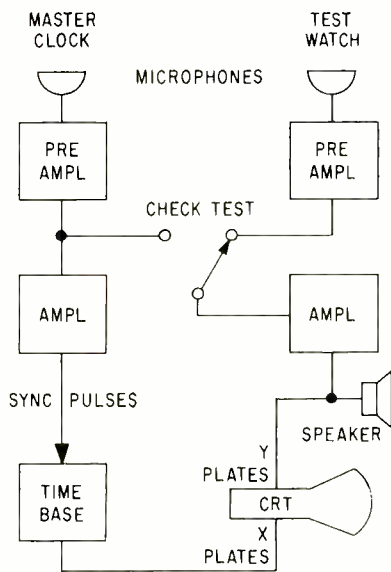 MASTER
CLOCK
TEST
WATCH
MICROPHONES
PRE
AMPL
PRE
AMPL
CHECK TEST
AMPL
AMPL
SYNC PULSES
SPEAKER
Y
PLATES
TIME
BASE
CRT
X
PLATES